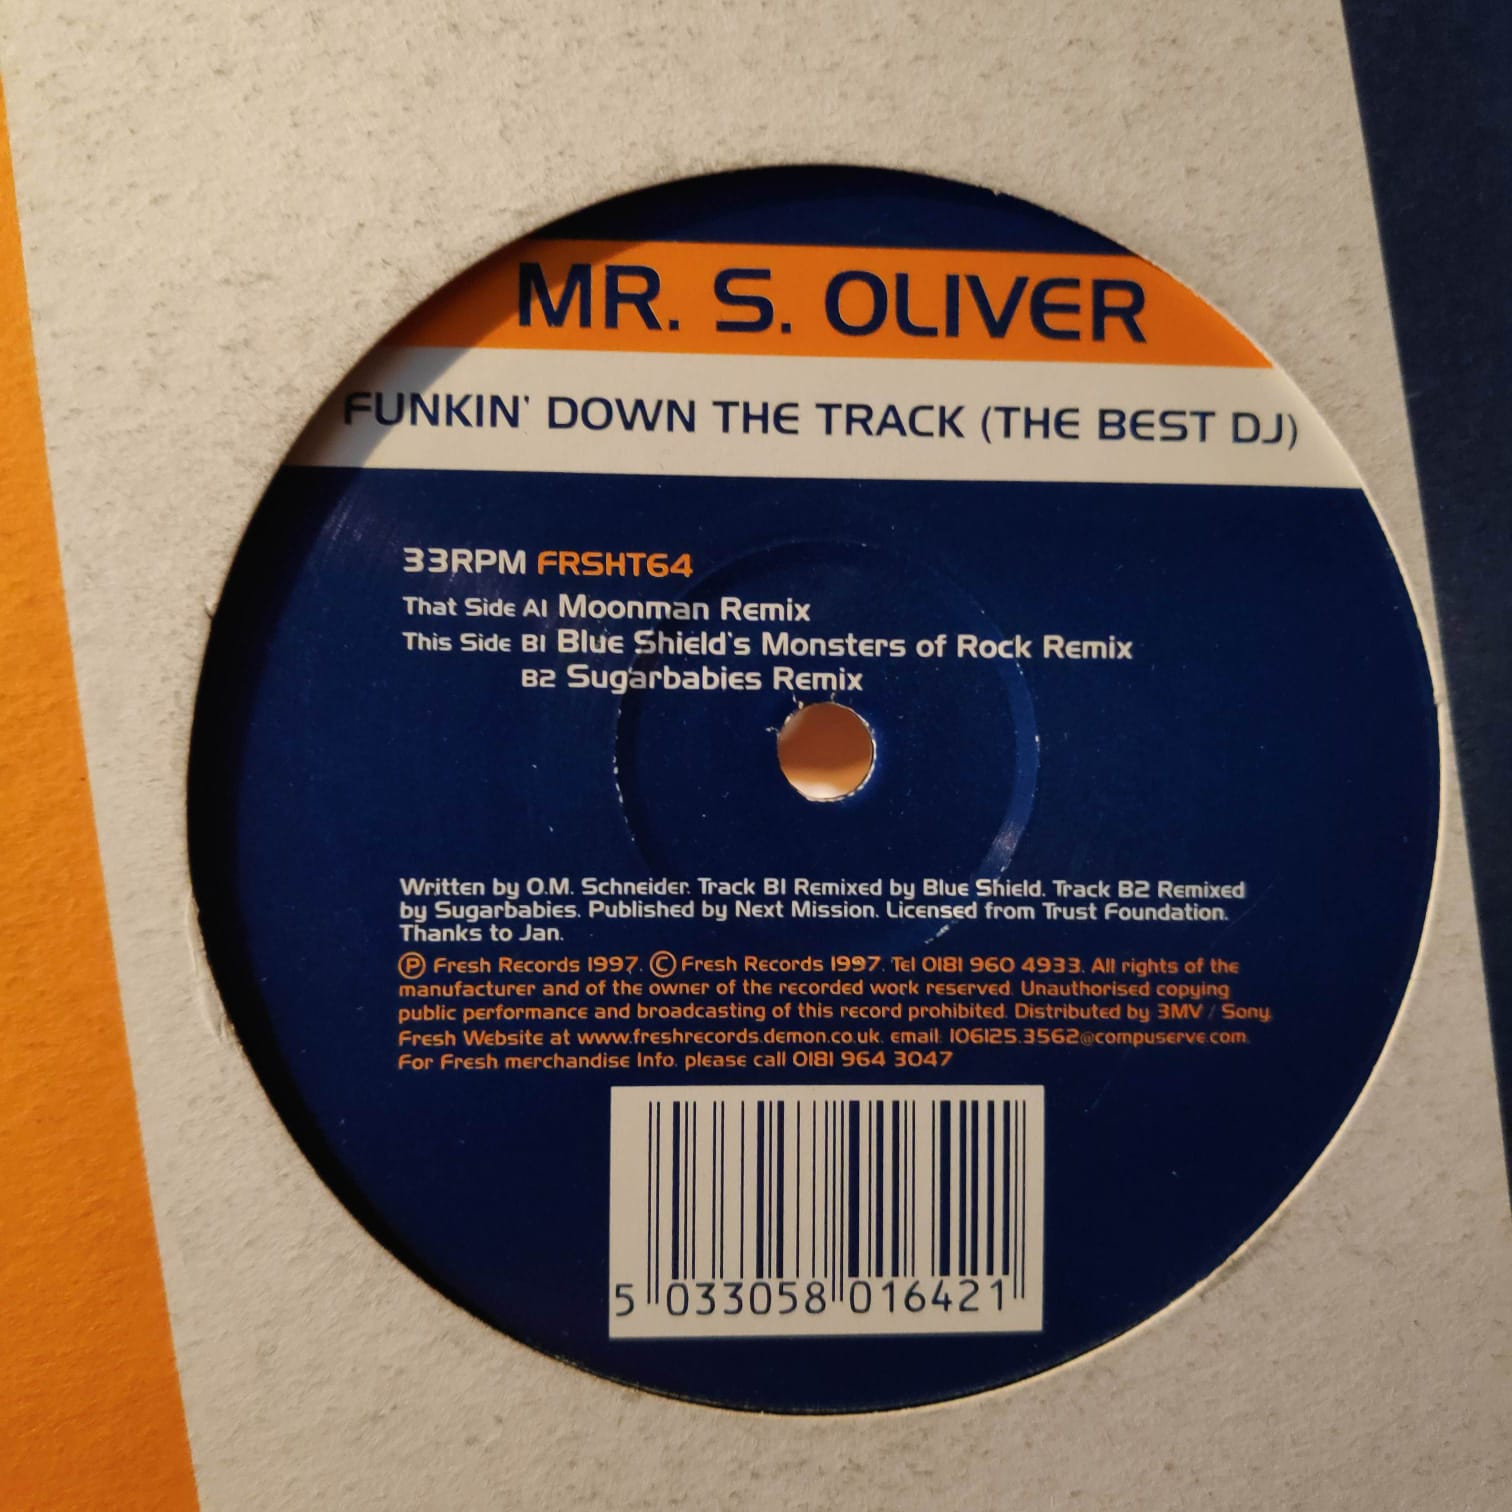 MR. S. OLIVER
FUNKIN' DOWN THE TRACK (THE BEST DJ)
33RPM FRSHT64
That Side A1 Moonman Remix
This Side B1 Blue Shield's Monsters of Rock Remix
B2 Sugarbabies Remix
Written by O.M. Schneider. Track B1 Remixed by Blue Shield. Track B2 Remixed
by Sugarbabies. Published by Next Mission. Licensed from Trust Foundation.
Thanks to Jan.
Ⓟ Fresh Records 1997. © Fresh Records 1997. Tel 0181 960 4933. All rights of the
manufacturer and of the owner of the recorded work reserved. Unauthorised copying
public performance and broadcasting of this record prohibited. Distributed by 3MV / Sony.
Fresh Website at www.freshrecords.demon.co.uk. email: 106125.3562@compuserve.com.
For Fresh merchandise Info. please call 0181 964 3047
5 033058 016421